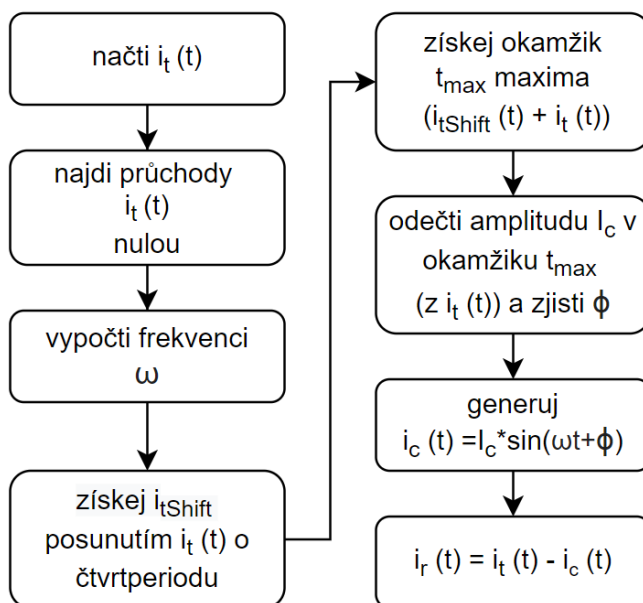 načti i_t (t)
najdi průchody
i_t (t)
nulou
vypočti frekvenci
ω
získej i_tShift
posunutím i_t (t) o
čtvrtperiodu
získej okamžik
t_max maxima
(i_tShift (t) + i_t (t))
odečti amplitudu I_c v
okamžiku t_max
(z i_t (t)) a zjisti ϕ
generuj
i_c (t) =I_c*sin(ωt+ϕ)
i_r (t) = i_t (t) - i_c (t)